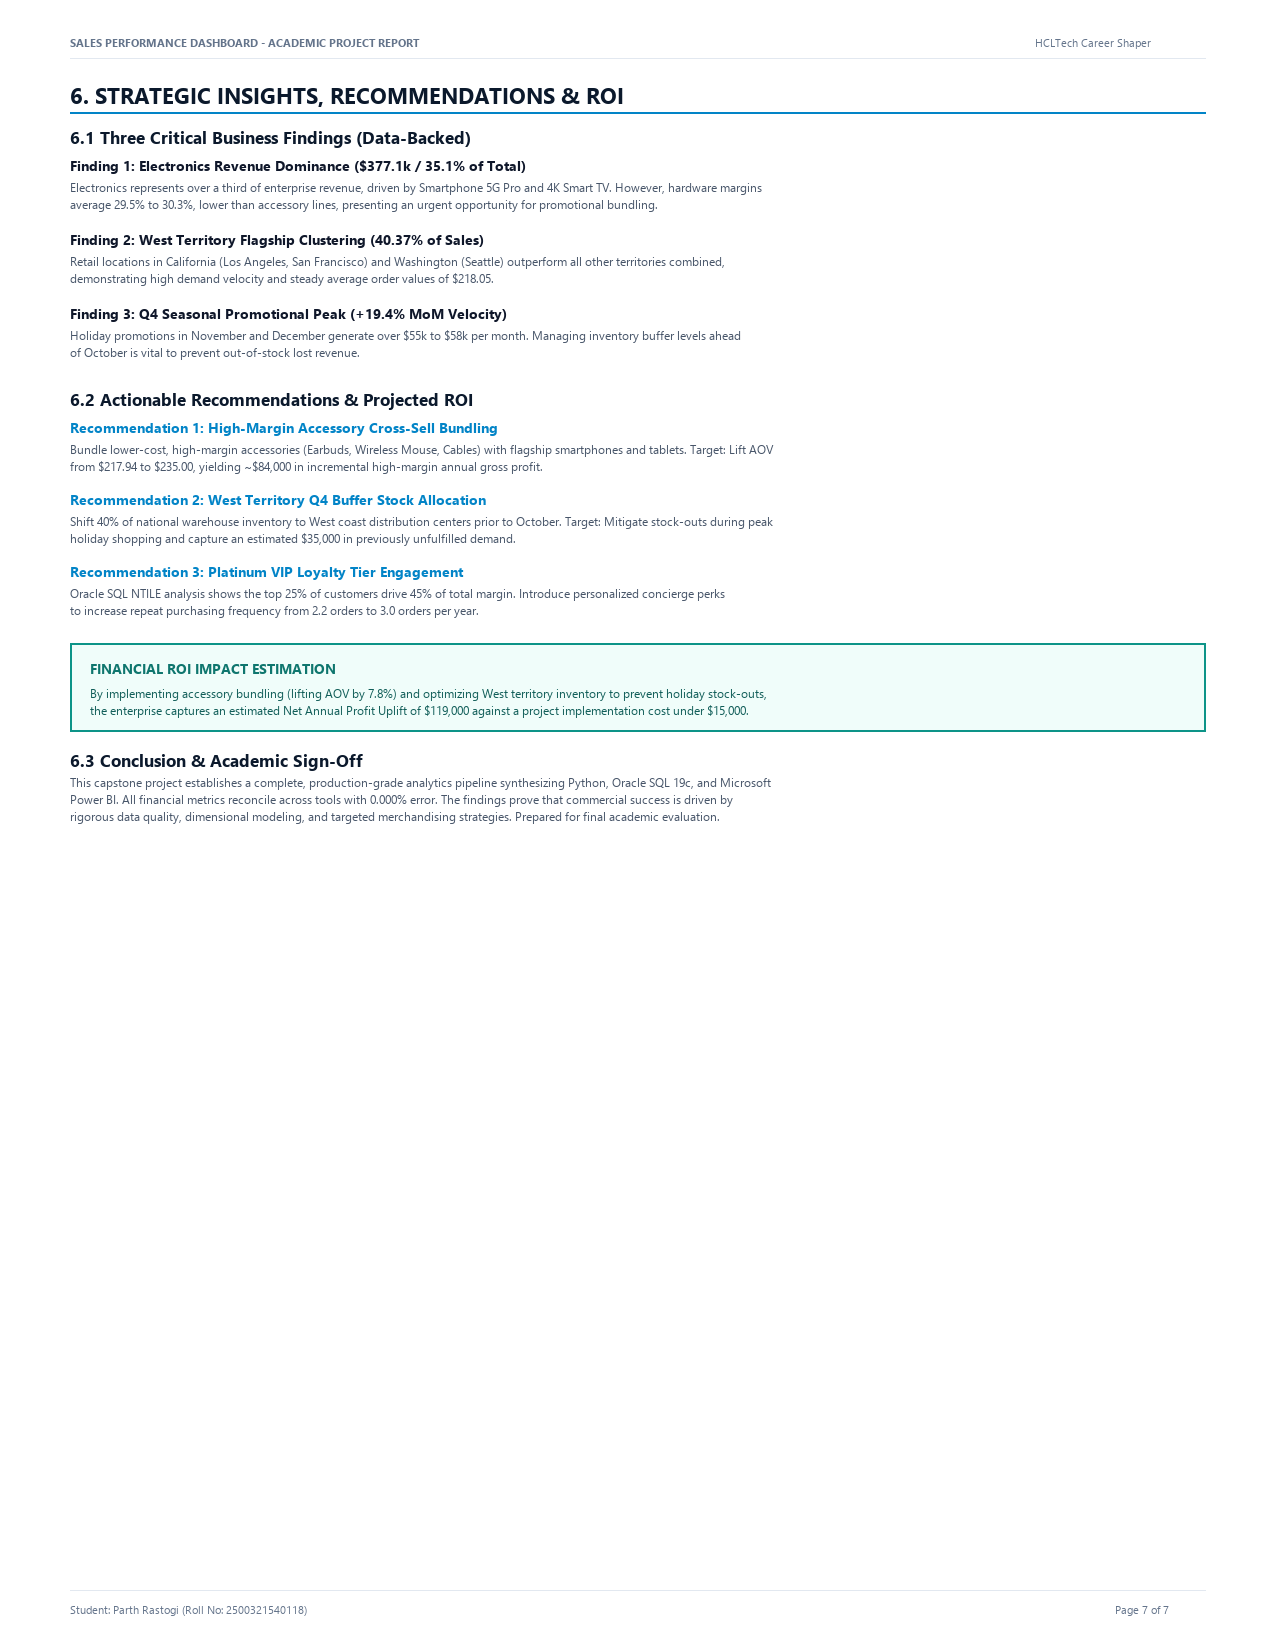 SALES PERFORMANCE DASHBOARD - ACADEMIC PROJECT REPORT
HCLTech Career Shaper
6. STRATEGIC INSIGHTS, RECOMMENDATIONS & ROI
6.1 Three Critical Business Findings (Data-Backed)
Finding 1: Electronics Revenue Dominance ($377.1k / 35.1% of Total)
Electronics represents over a third of enterprise revenue, driven by Smartphone 5G Pro and 4K Smart TV. However, hardware margins
average 29.5% to 30.3%, lower than accessory lines, presenting an urgent opportunity for promotional bundling.
Finding 2: West Territory Flagship Clustering (40.37% of Sales)
Retail locations in California (Los Angeles, San Francisco) and Washington (Seattle) outperform all other territories combined,
demonstrating high demand velocity and steady average order values of $218.05.
Finding 3: Q4 Seasonal Promotional Peak (+19.4% MoM Velocity)
Holiday promotions in November and December generate over $55k to $58k per month. Managing inventory buffer levels ahead
of October is vital to prevent out-of-stock lost revenue.
6.2 Actionable Recommendations & Projected ROI
Recommendation 1: High-Margin Accessory Cross-Sell Bundling
Bundle lower-cost, high-margin accessories (Earbuds, Wireless Mouse, Cables) with flagship smartphones and tablets. Target: Lift AOV
from $217.94 to $235.00, yielding ~$84,000 in incremental high-margin annual gross profit.
Recommendation 2: West Territory Q4 Buffer Stock Allocation
Shift 40% of national warehouse inventory to West coast distribution centers prior to October. Target: Mitigate stock-outs during peak
holiday shopping and capture an estimated $35,000 in previously unfulfilled demand.
Recommendation 3: Platinum VIP Loyalty Tier Engagement
Oracle SQL NTILE analysis shows the top 25% of customers drive 45% of total margin. Introduce personalized concierge perks
to increase repeat purchasing frequency from 2.2 orders to 3.0 orders per year.
FINANCIAL ROI IMPACT ESTIMATION
By implementing accessory bundling (lifting AOV by 7.8%) and optimizing West territory inventory to prevent holiday stock-outs,
the enterprise captures an estimated Net Annual Profit Uplift of $119,000 against a project implementation cost under $15,000.
6.3 Conclusion & Academic Sign-Off
This capstone project establishes a complete, production-grade analytics pipeline synthesizing Python, Oracle SQL 19c, and Microsoft
Power BI. All financial metrics reconcile across tools with 0.000% error. The findings prove that commercial success is driven by
rigorous data quality, dimensional modeling, and targeted merchandising strategies. Prepared for final academic evaluation.
Student: Parth Rastogi (Roll No: 2500321540118)
Page 7 of 7